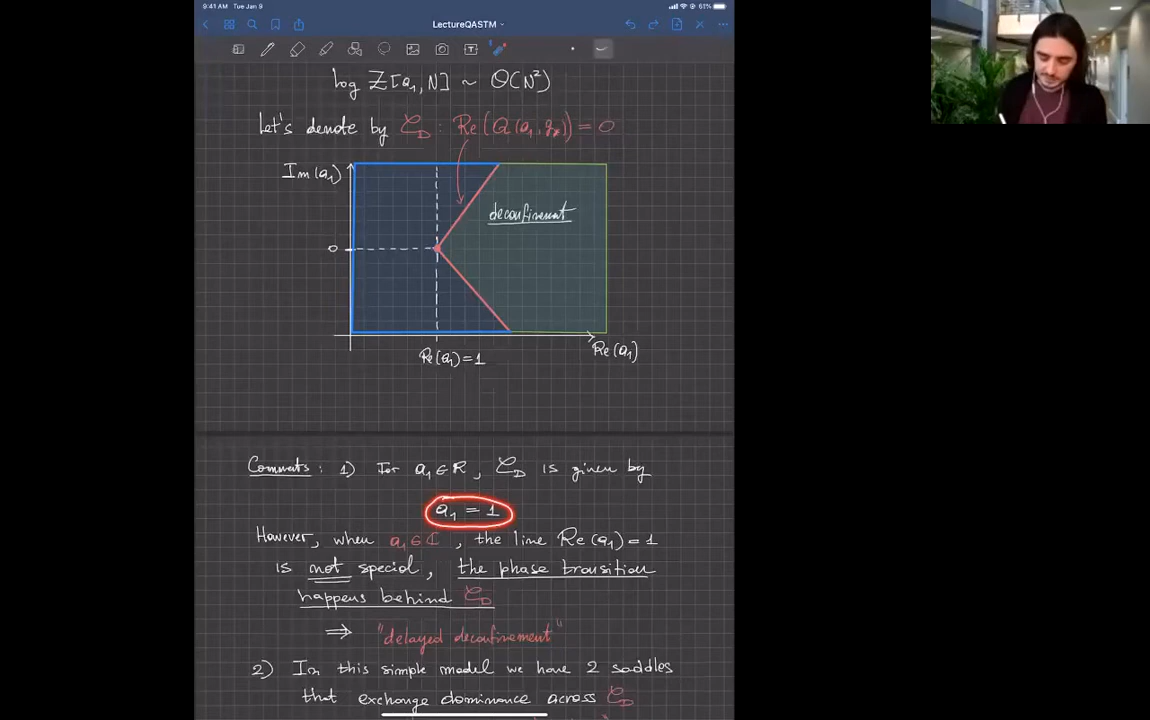 9:41 AM Tue Jan 9
61%
LectureQASTM
log Z[a₁, N] ~ O(N²)
Let's denote by 𝒞_D : Re(Q(a₁, g*)) = 0
Im(a₁)
deconfinement
0
Re(a₁) = 1
Re(a₁)
Comments : 1) For a₁ ∈ R, 𝒞_D is given by
a₁ = 1
However, when a₁ ∈ ℂ, the line Re(a₁) = 1
is not special, the phase transition
happens behind 𝒞_D
⟹ "delayed deconfinement"
2) In this simple model we have 2 saddles
that exchange dominance across 𝒞_D